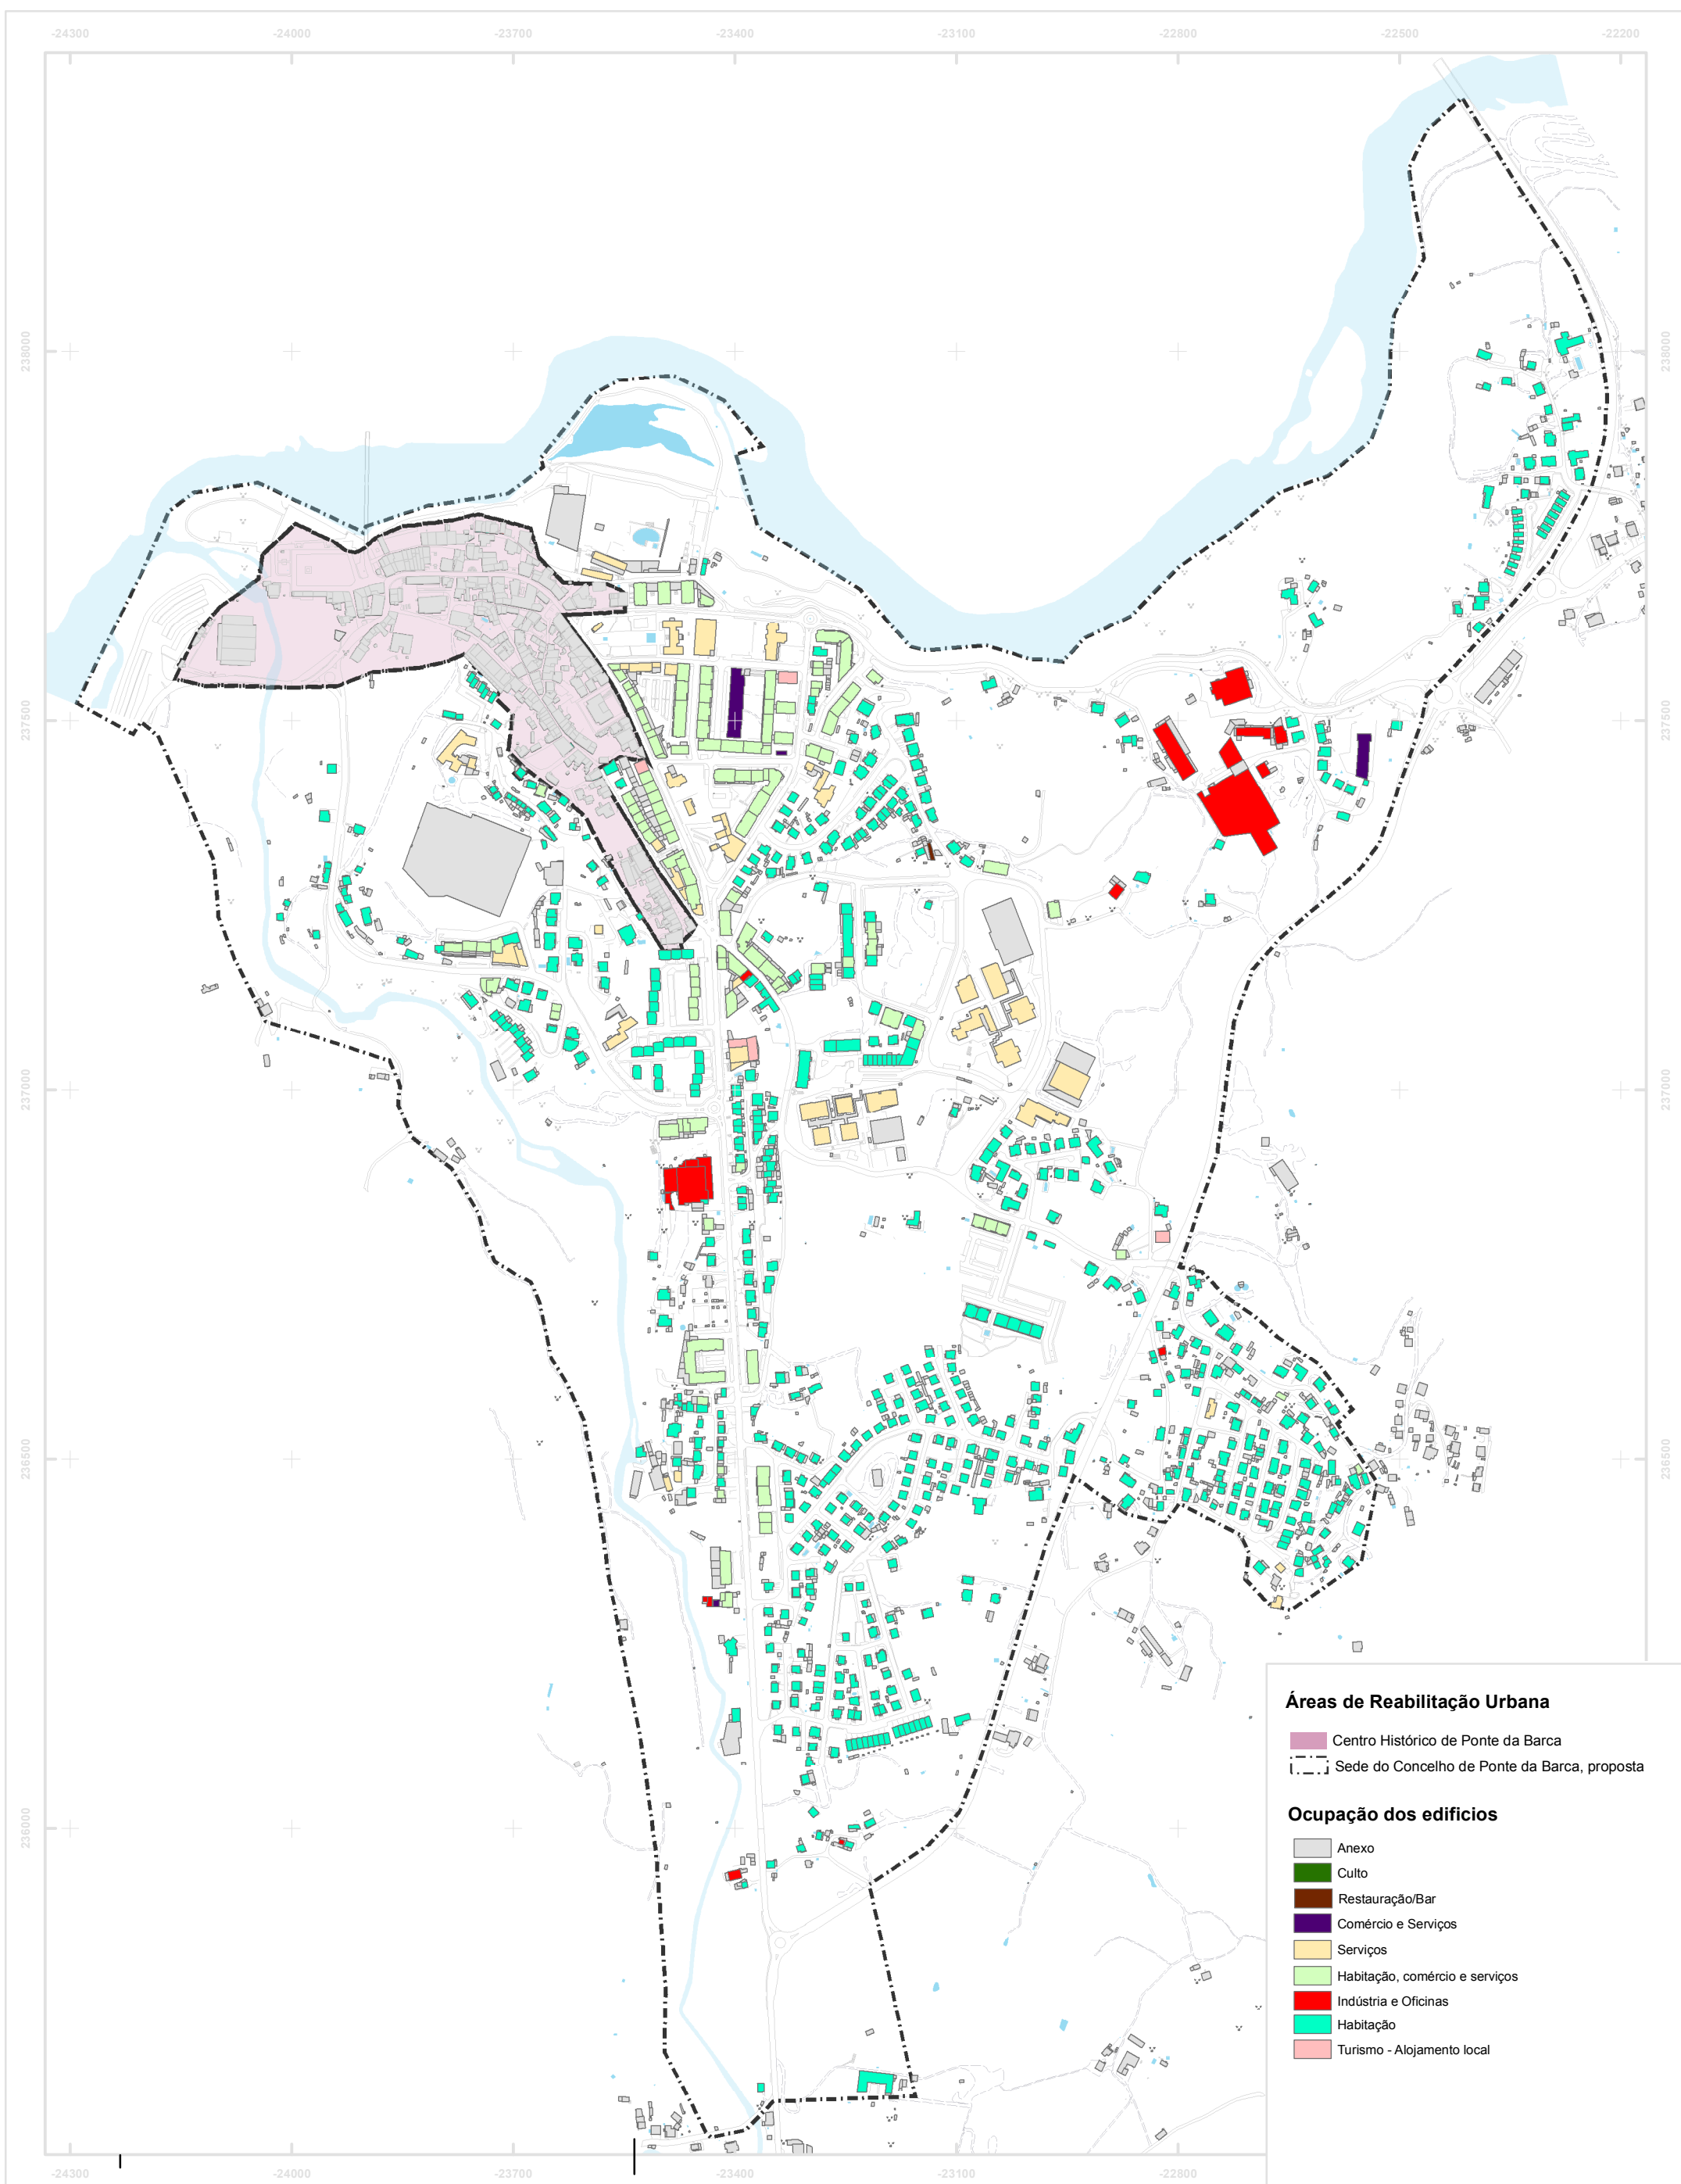 -24300 -24000 -23700 -23400 -23100 -22800 -22500 -22200
238000 238000
237500 237500
237000 237000
236500 236500
Áreas de Reabilitação Urbana
Centro Histórico de Ponte da Barca
Sede do Concelho de Ponte da Barca, proposta
Ocupação dos edificios
236000
Anexo
Culto
Restauração/Bar
Comércio e Serviços
Serviços
Habitação, comércio e serviços
Indústria e Oficinas
Habitação
Turismo - Alojamento local
-24300 -24000 -23700 -23400 -23100 -22800